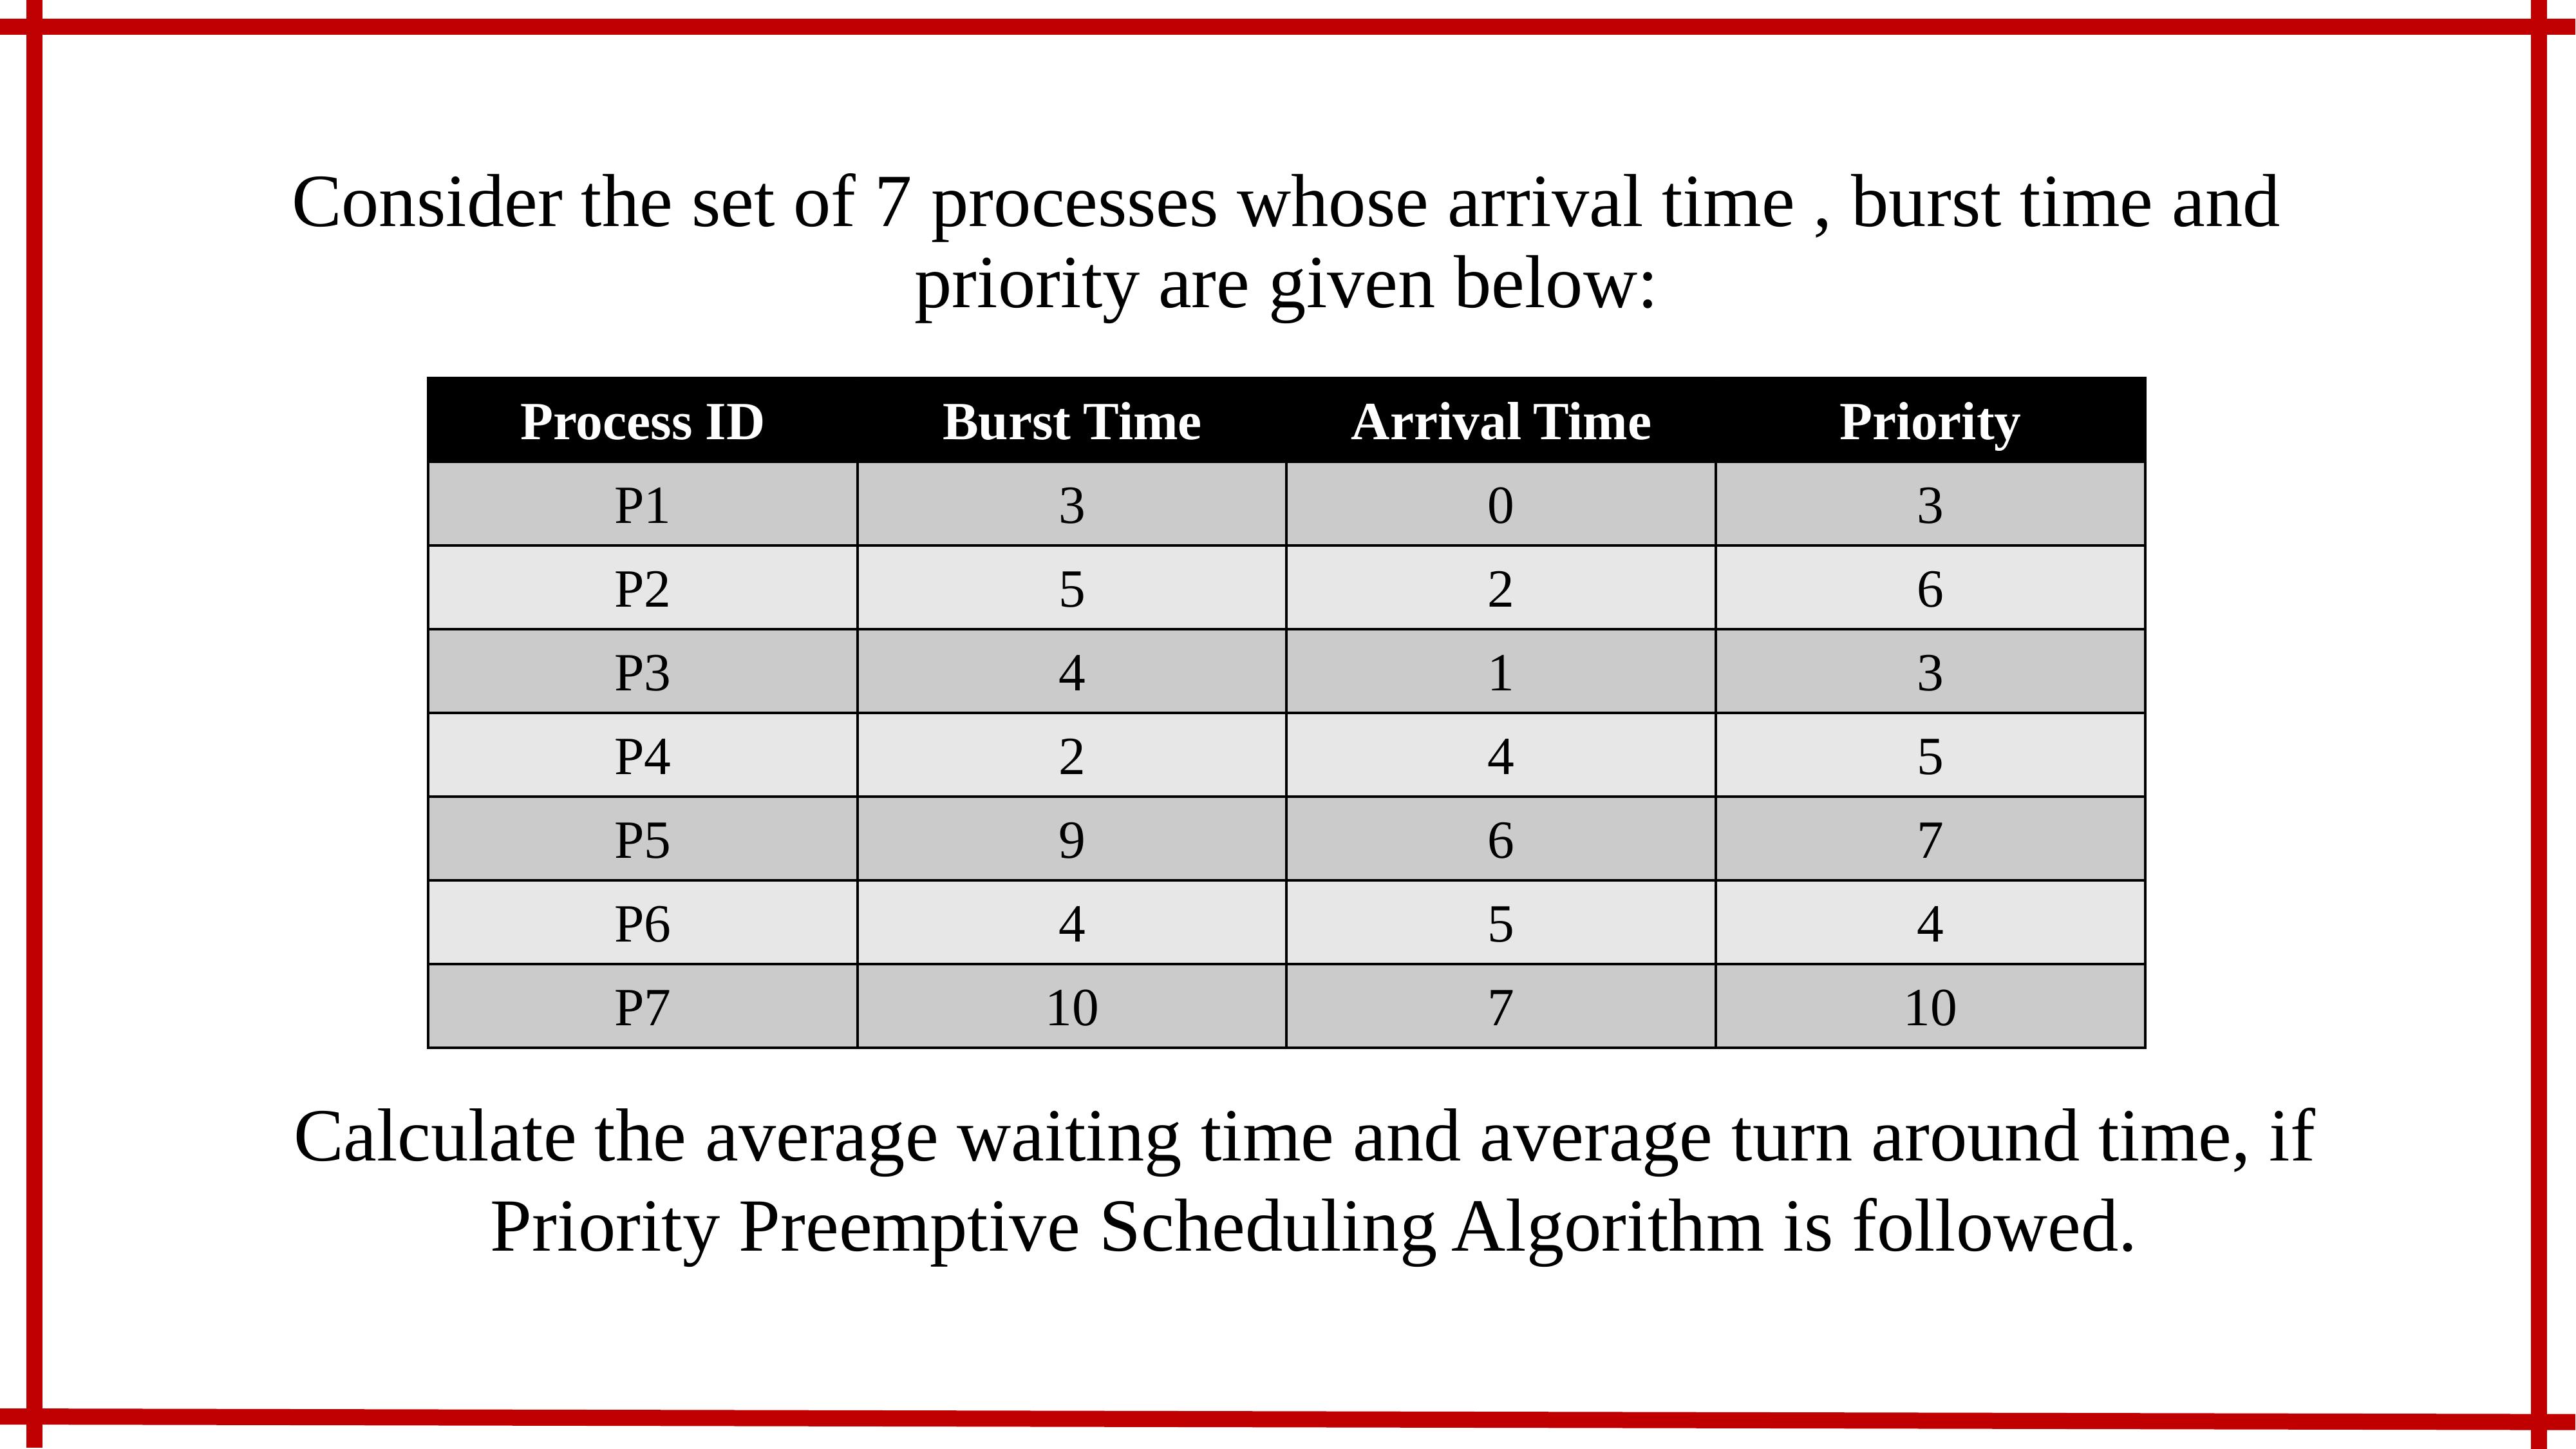 Consider the set of 7 processes whose arrival time , burst time and
priority are given below:
Process ID Burst Time Arrival Time Priority
P1 3 0 3
P2 5 2 6
P3 4 1 3
P4 2 4 5
P5 9 6 7
P6 4 5 4
P7 10 7 10
Calculate the average waiting time and average turn around time, if
Priority Preemptive Scheduling Algorithm is followed.